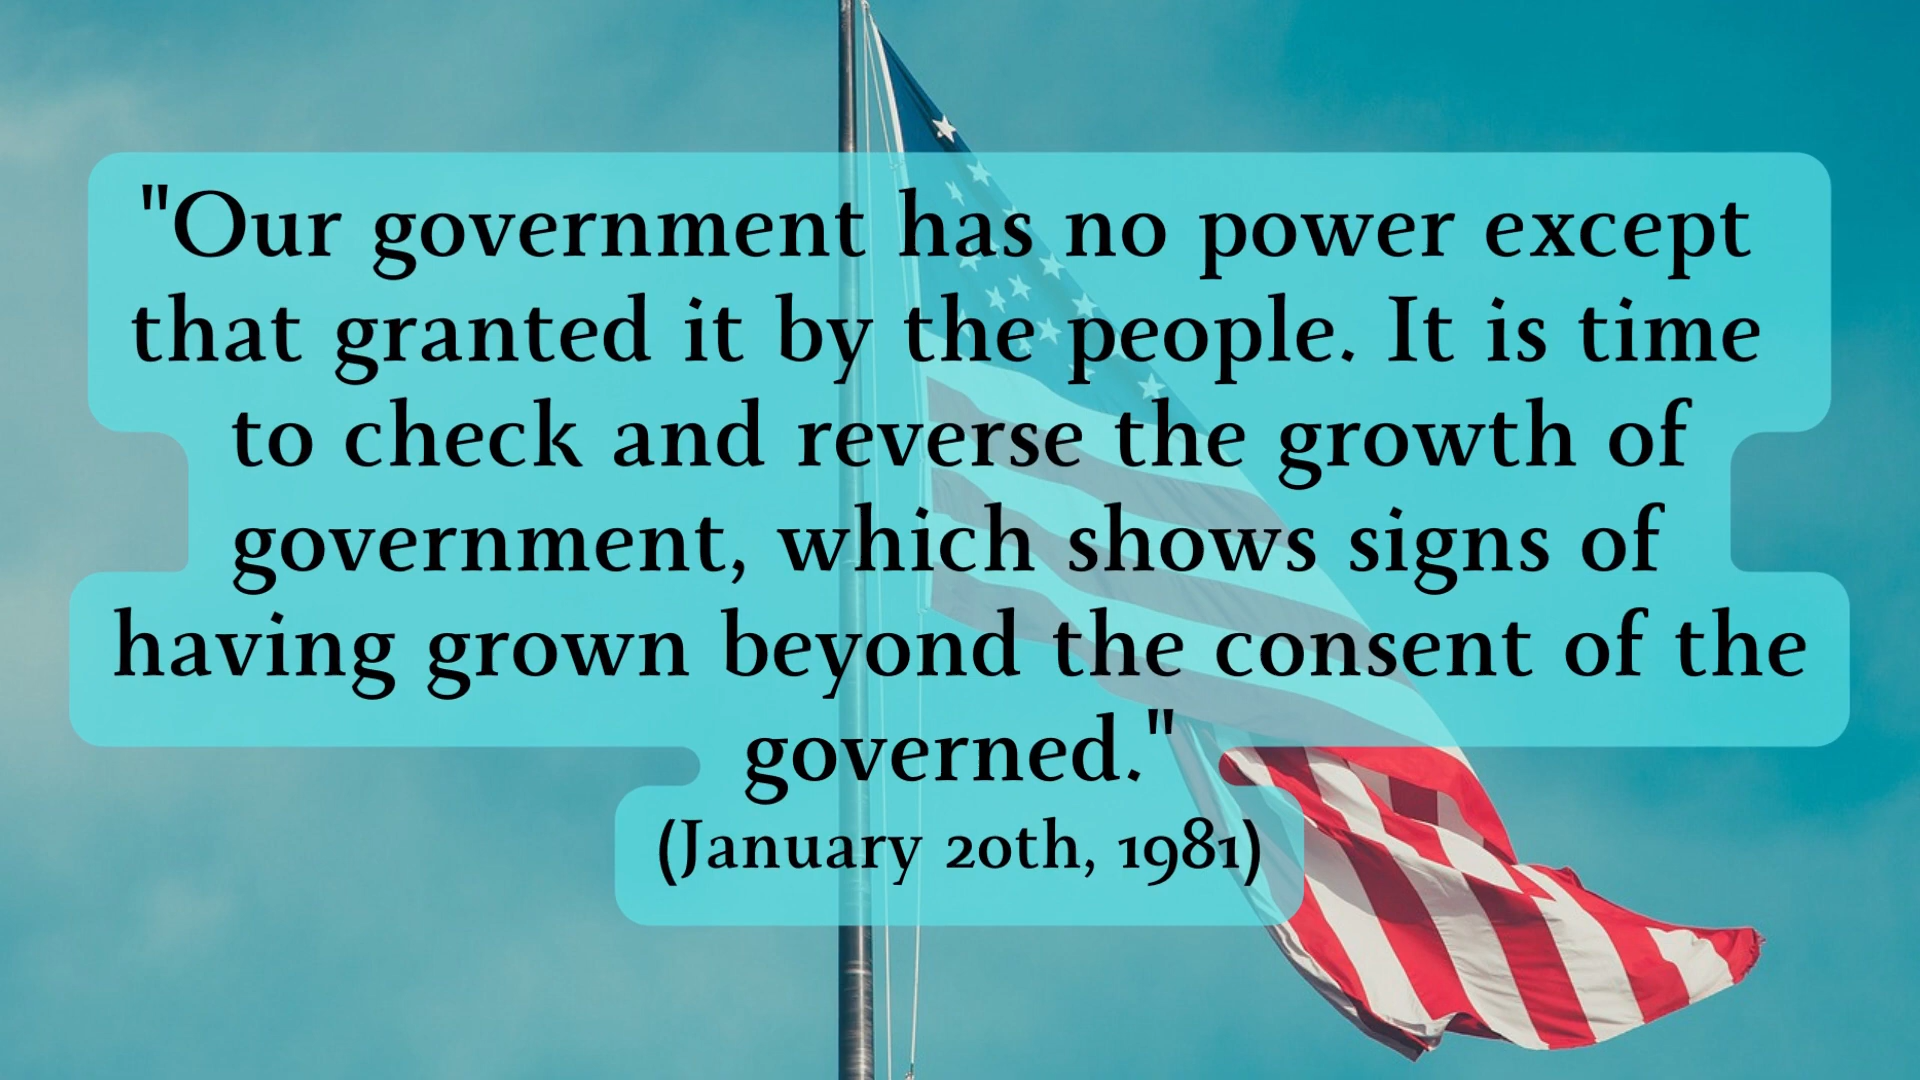 "Our government has no power except
that granted it by the people. It is time
to check and reverse the growth of
government, which shows signs of
having grown beyond the consent of the
governed."
(January 20th, 1981)